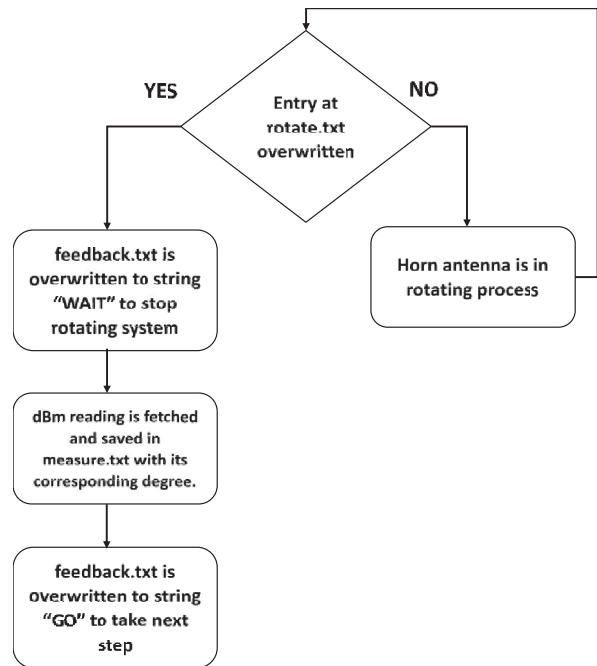 YES
NO
Entry at
rotate.txt
overwritten
feedback.txt is
overwritten to string
“WAIT” to stop
rotating system
Horn antenna is in
rotating process
dBm reading is fetched
and saved in
measure.txt with its
corresponding degree.
feedback.txt is
overwritten to string
“GO” to take next
step